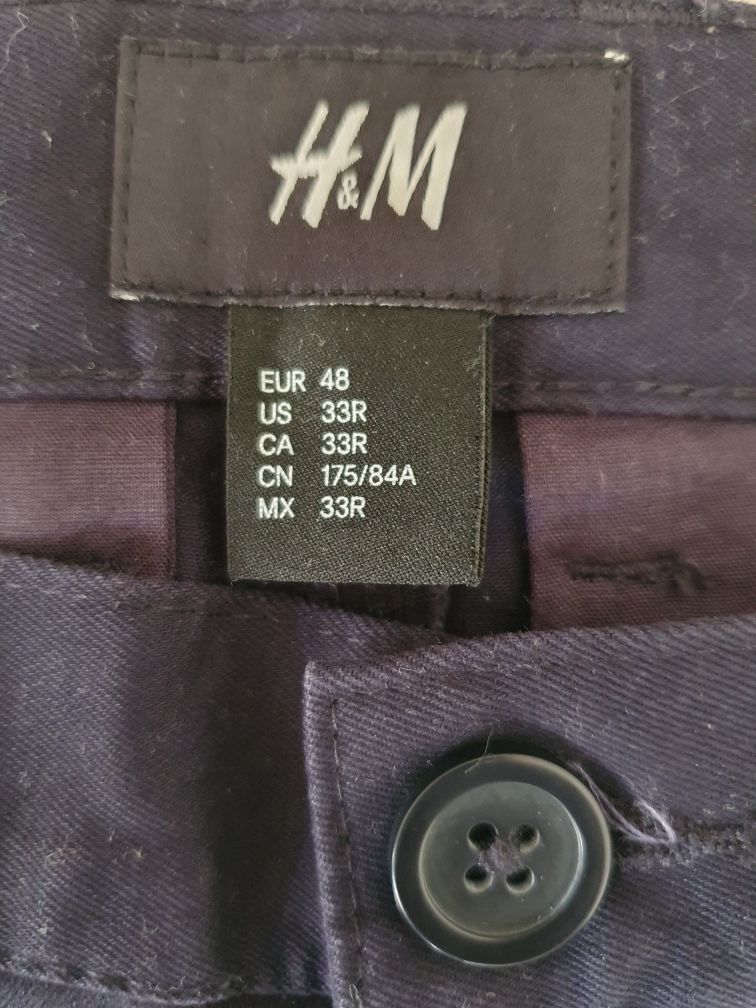 H&M
EUR 48
US 33R
CA 33R
CN 175/84A
MX 33R